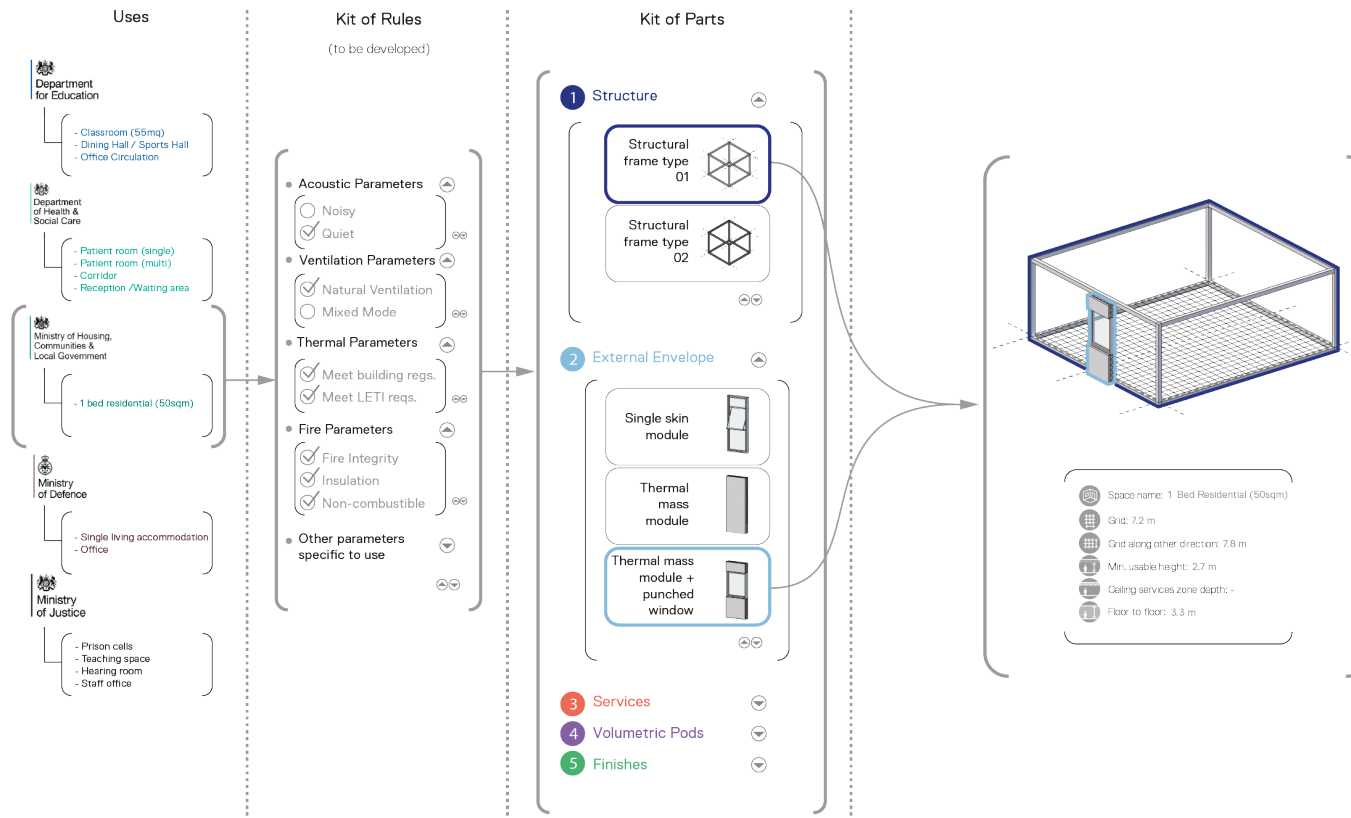 Uses
Department
for Education
- Classroom (55mq)
- Dining Hall / Sports Hall
- Office Circulation
Department
of Health &
Social Care
- Patient room (single)
- Patient room (multi)
- Corridor
- Reception /Waiting area
Ministry of Housing,
Communities &
Local Government
- 1 bed residential (50sqm)
Ministry
of Defence
- Single living accommodation
- Office
Ministry
of Justice
- Prison cells
- Teaching space
- Hearing room
- Staff office
Kit of Rules
(to be developed)
Acoustic Parameters
Noisy
Quiet
Ventilation Parameters
Natural Ventilation
Mixed Mode
Thermal Parameters
Meet building regs.
Meet LETI reqs.
Fire Parameters
Fire Integrity
Insulation
Non-combustible
Other parameters
specific to use
Kit of Parts
1 Structure
Structural
frame type
01
Structural
frame type
02
2 External Envelope
Single skin
module
Thermal
mass
module
Thermal mass
module +
punched
window
3 Services
4 Volumetric Pods
5 Finishes
Space name: 1 Bed Residential (50sqm)
Grid: 7.2 m
Grid along other direction: 7.8 m
Min. usable height: 2.7 m
Ceiling services zone depth: -
Floor to floor: 3.3 m